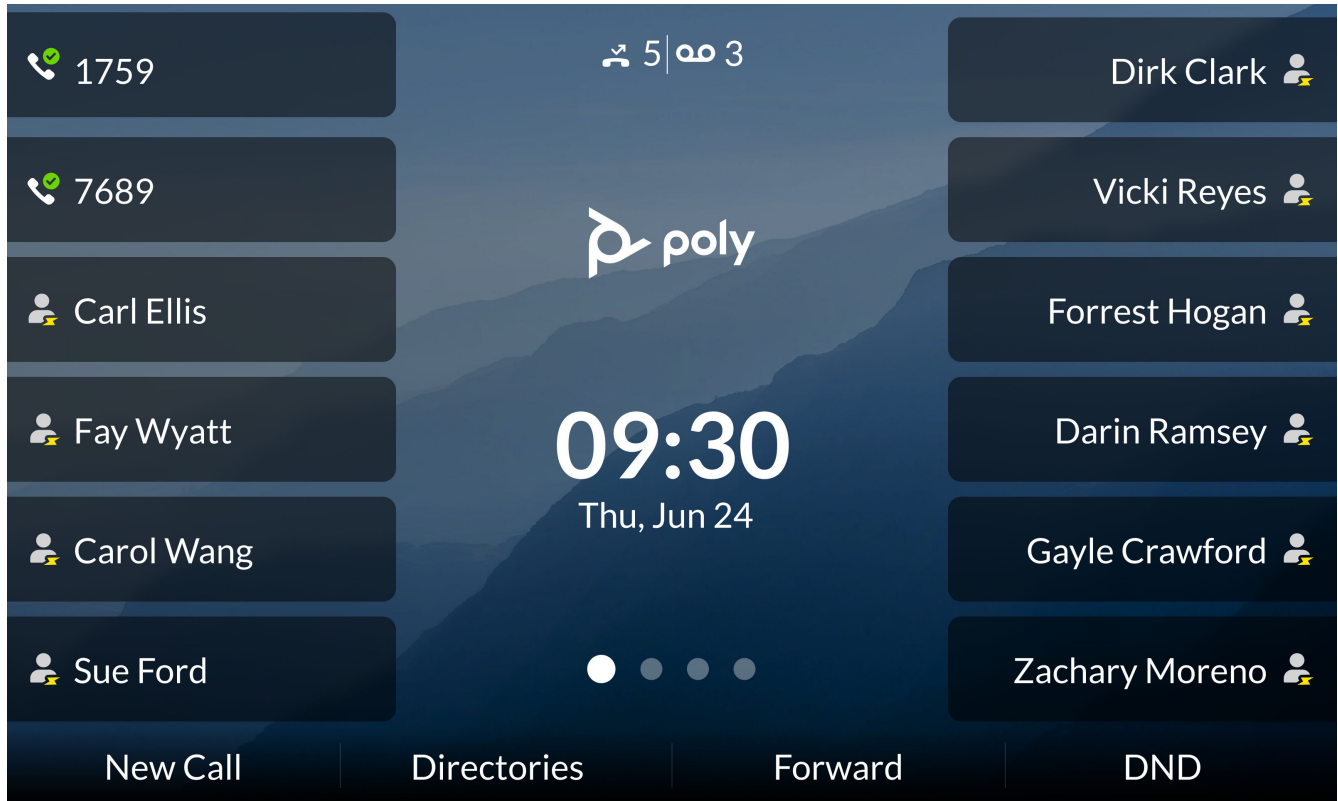 1759
7689
Carl Ellis
Fay Wyatt
Carol Wang
Sue Ford
5 3
poly
09:30
Thu, Jun 24
Dirk Clark
Vicki Reyes
Forrest Hogan
Darin Ramsey
Gayle Crawford
Zachary Moreno
New Call Directories Forward DND